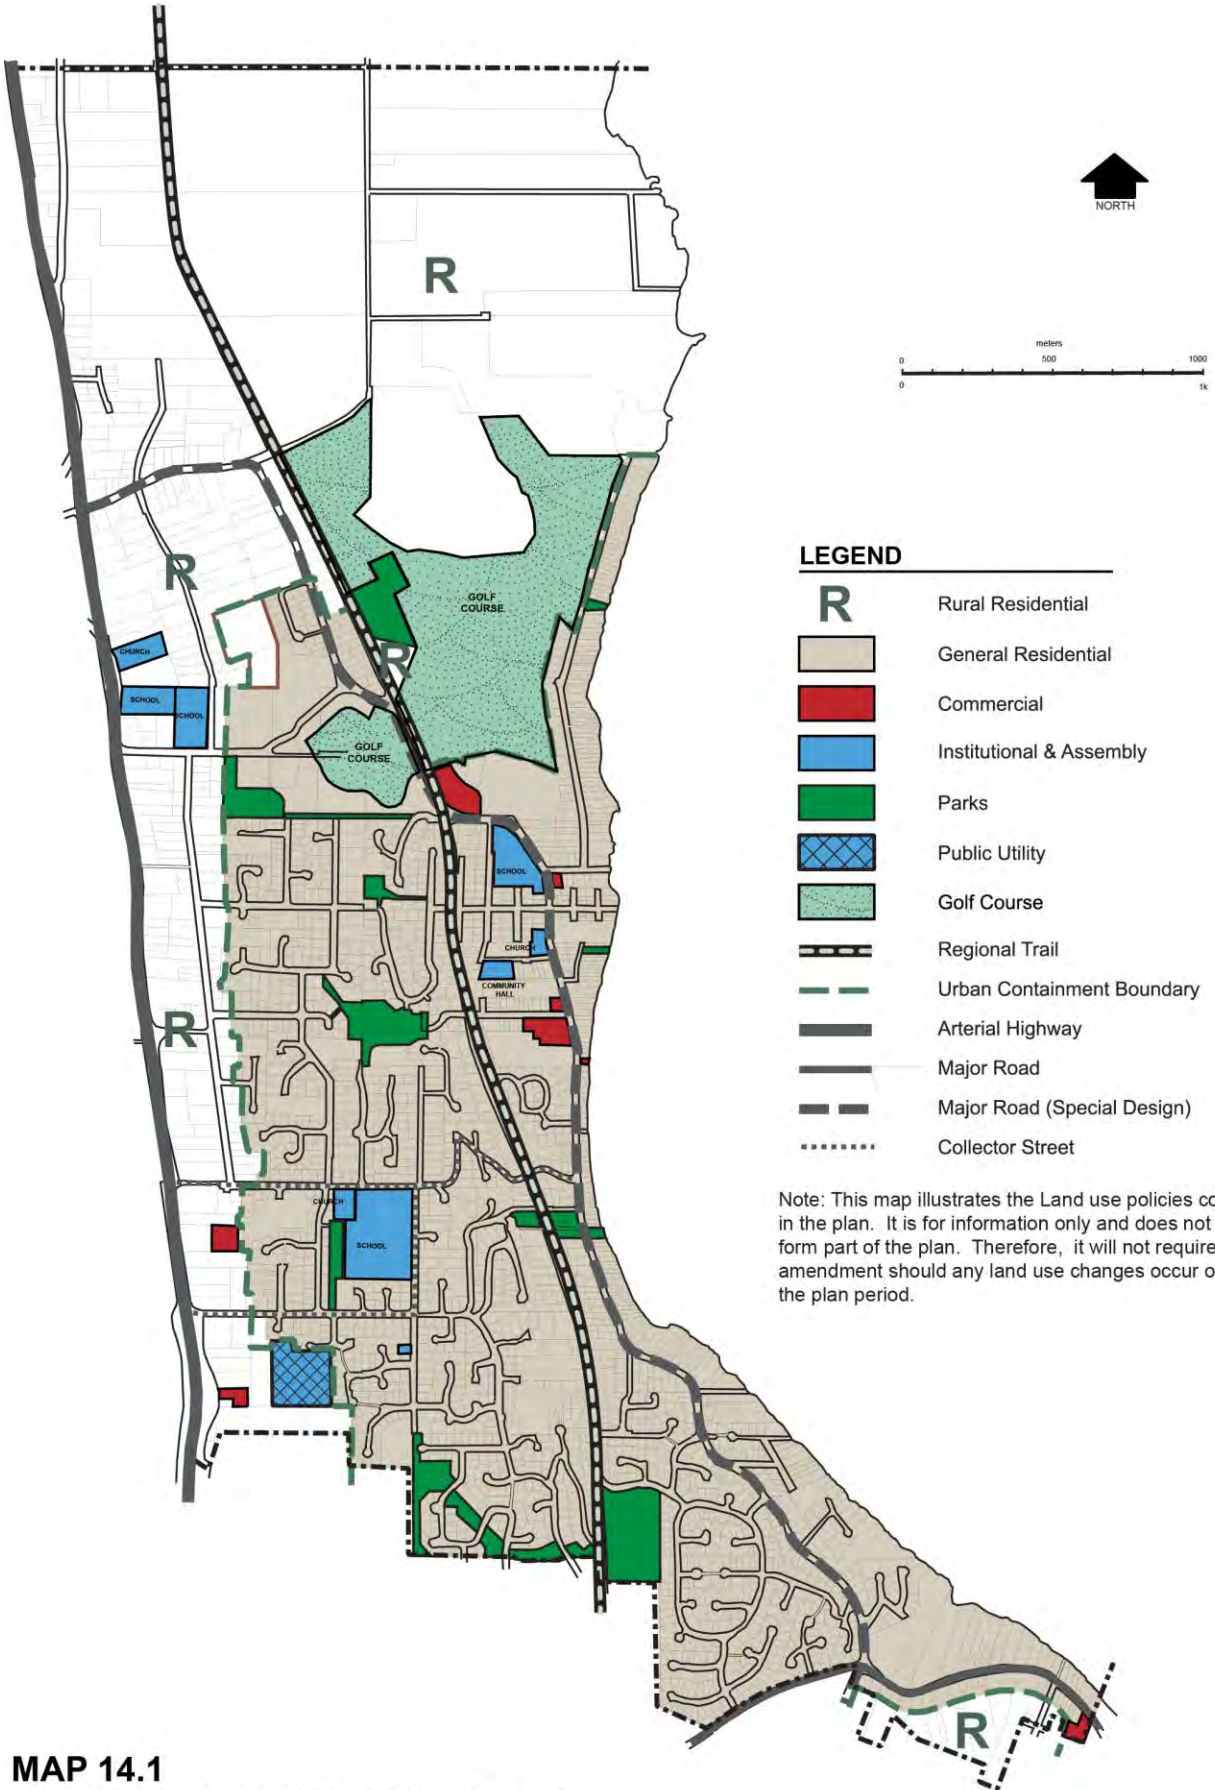 NORTH
meters
0 500 1000
0 1k
R
R
R
R
R
GOLF
COURSE
CHURCH
SCHOOL
SCHOOL
GOLF
COURSE
SCHOOL
CHURCH
COMMUNITY
HALL
CHURCH
SCHOOL
LEGEND
R Rural Residential
General Residential
Commercial
Institutional & Assembly
Parks
Public Utility
Golf Course
Regional Trail
Urban Containment Boundary
Arterial Highway
Major Road
Major Road (Special Design)
Collector Street
Note: This map illustrates the Land use policies co
in the plan. It is for information only and does not
form part of the plan. Therefore, it will not require
amendment should any land use changes occur o
the plan period.
MAP 14.1